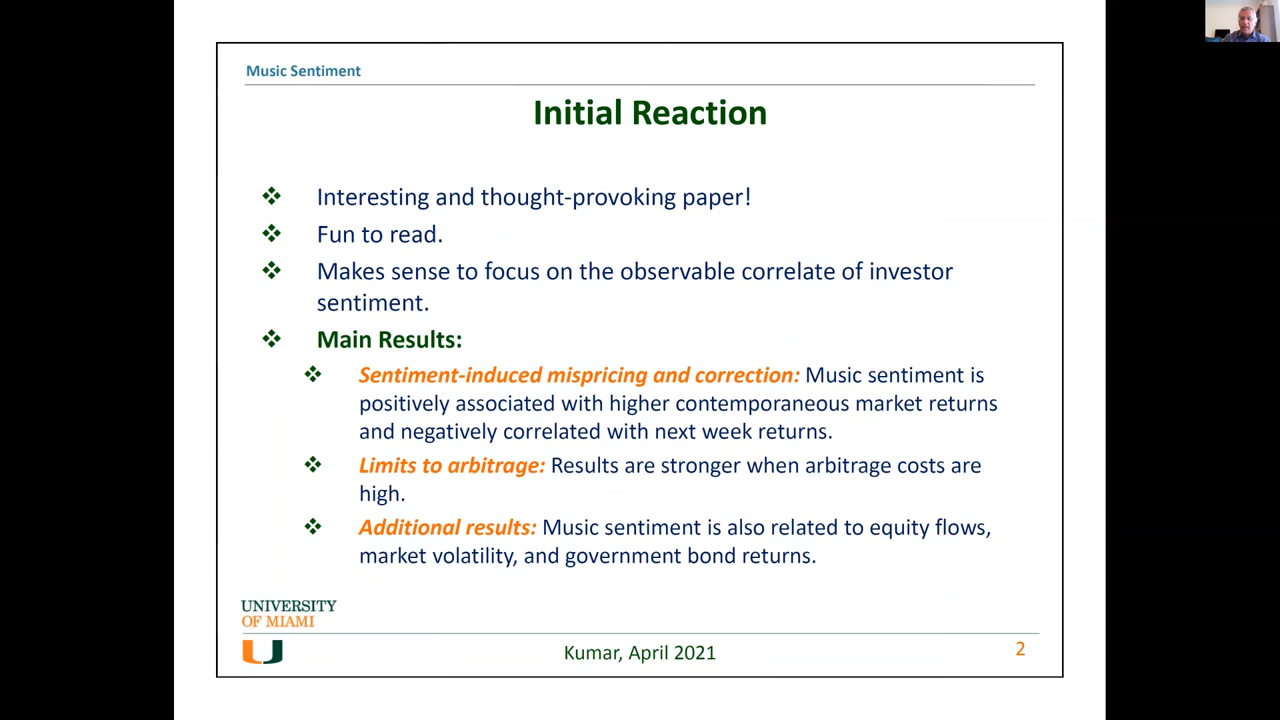 Music Sentiment
Initial Reaction
Interesting and thought-provoking paper!
Fun to read.
Makes sense to focus on the observable correlate of investor
sentiment.
Main Results:
Sentiment-induced mispricing and correction: Music sentiment is
positively associated with higher contemporaneous market returns
and negatively correlated with next week returns.
Limits to arbitrage: Results are stronger when arbitrage costs are
high.
Additional results: Music sentiment is also related to equity flows,
market volatility, and government bond returns.
UNIVERSITY
OF MIAMI
U
Kumar, April 2021
2